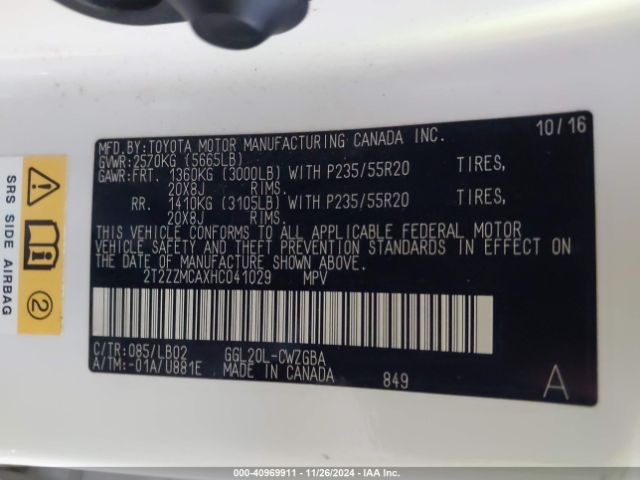 MFD.BY:TOYOTA MOTOR MANUFACTURING CANADA INC. 10/16
GVWR:2570KG (5665LB)
GAWR:FRT. 1360KG (3000LB) WITH P235/55R20 TIRES,
20X8J RIMS.
RR. 1410KG (3105LB) WITH P235/55R20 TIRES,
20X8J RIMS.
THIS VEHICLE CONFORMS TO ALL APPLICABLE FEDERAL MOTOR
VEHICLE SAFETY AND THEFT PREVENTION STANDARDS IN EFFECT ON
THE DATE OF MANUFACTURE SHOWN ABOVE.
2T2ZZMCAXHC041029 MPV
C/TR:085/LB02 GGL20L-CWZGBA
A/TM:-01A/U881E MADE IN CANADA 849 A
SRS SIDE AIRBAG
2
000-40969911 - 11/26/2024 - IAA Inc.